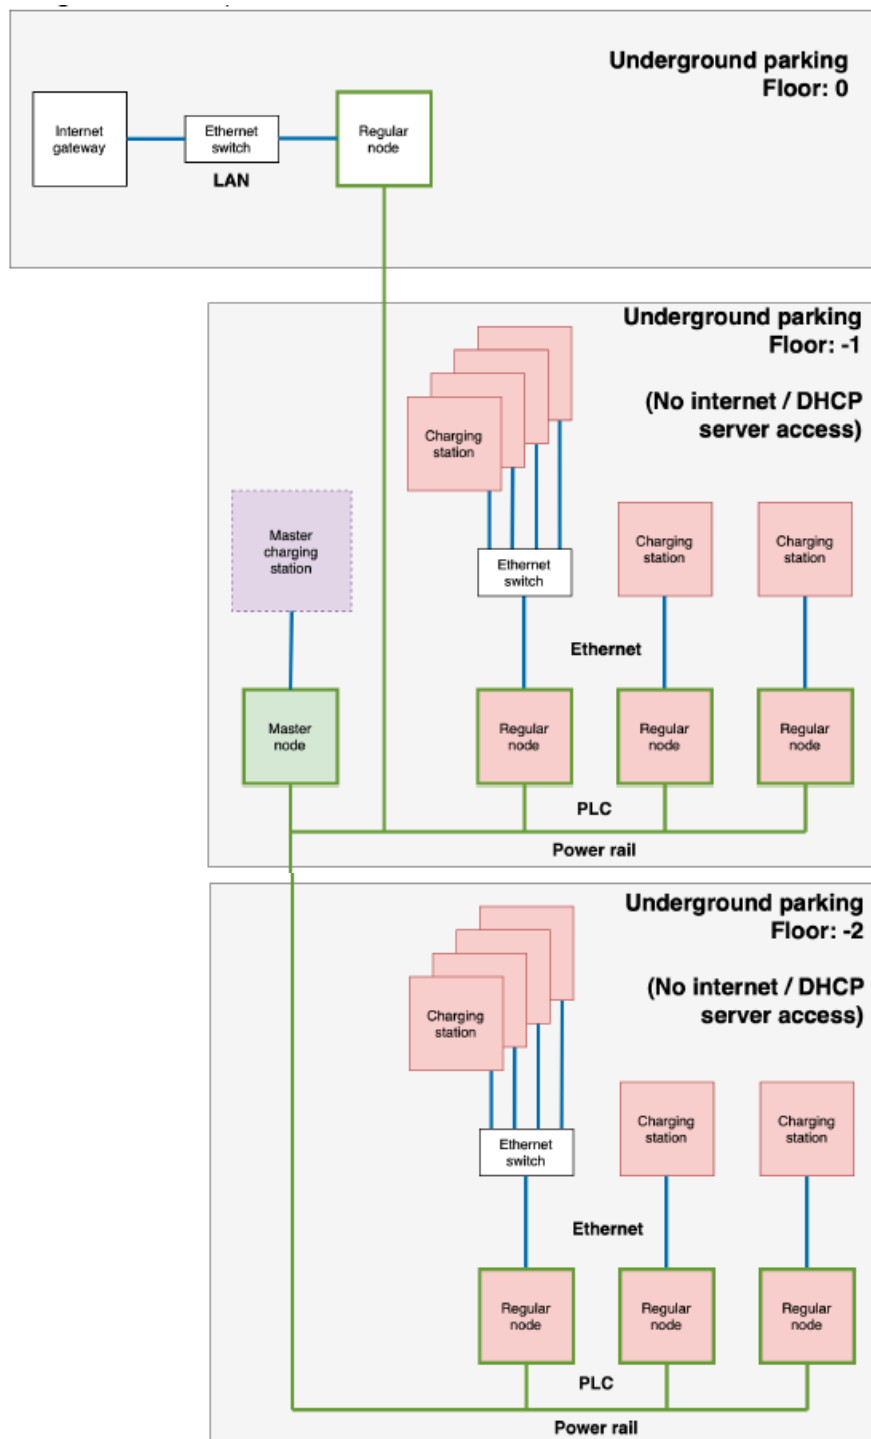 Underground parking
Floor: 0
Internet
gateway
Ethernet
switch
Regular
node
LAN
Underground parking
Floor: -1
(No internet / DHCP
server access)
Charging
station
Master
charging
station
Charging
station
Charging
station
Ethernet
switch
Ethernet
Master
node
Regular
node
Regular
node
Regular
node
PLC
Power rail
Underground parking
Floor: -2
(No internet / DHCP
server access)
Charging
station
Charging
station
Charging
station
Ethernet
switch
Ethernet
Regular
node
Regular
node
Regular
node
PLC
Power rail